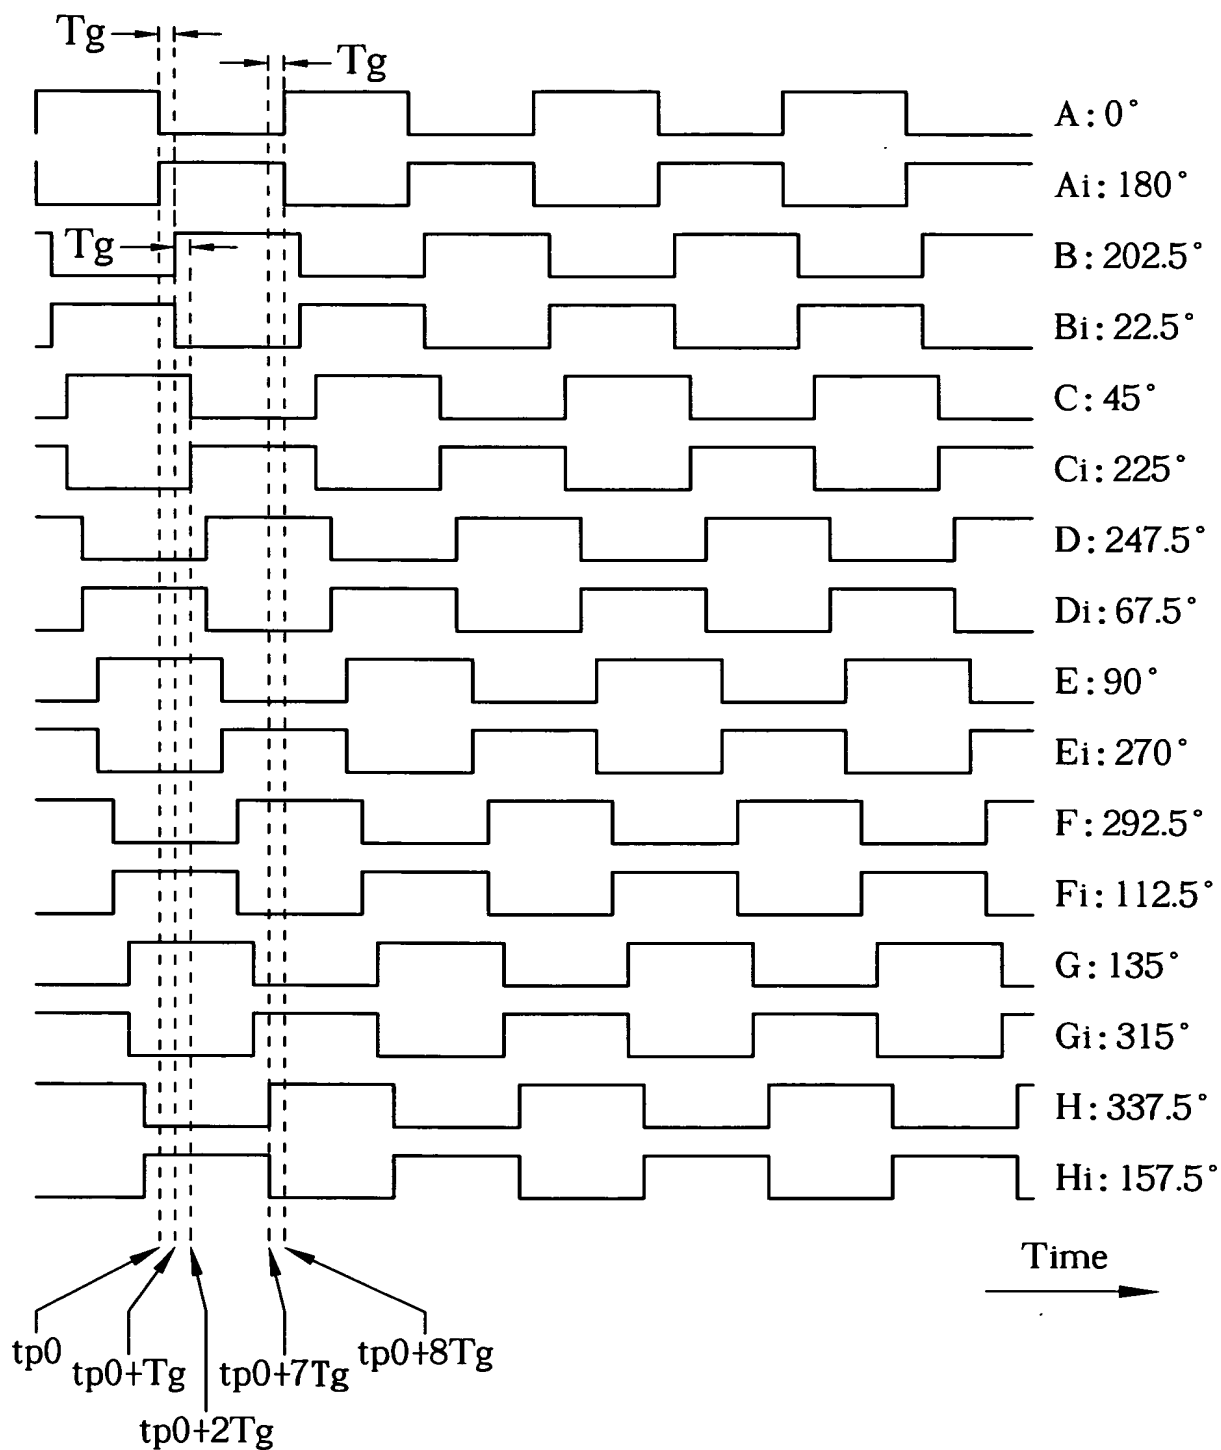 Tg
Tg
A: 0°
Ai: 180°
Tg
B: 202.5°
Bi: 22.5°
C: 45°
Ci: 225°
D: 247.5°
Di: 67.5°
E: 90°
Ei: 270°
F: 292.5°
Fi: 112.5°
G: 135°
Gi: 315°
H: 337.5°
Hi: 157.5°
Time
tp0
tp0+Tg
tp0+2Tg
tp0+7Tg
tp0+8Tg